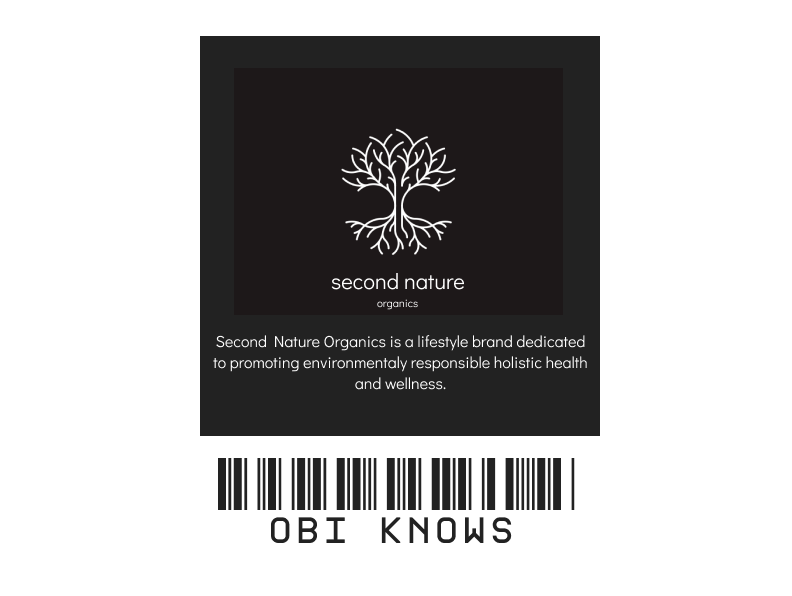 second nature
organics
Second  Nature Organics is a lifestyle brand dedicated
to promoting environmentaly responsible holistic health
and wellness.
OBI KNOWS